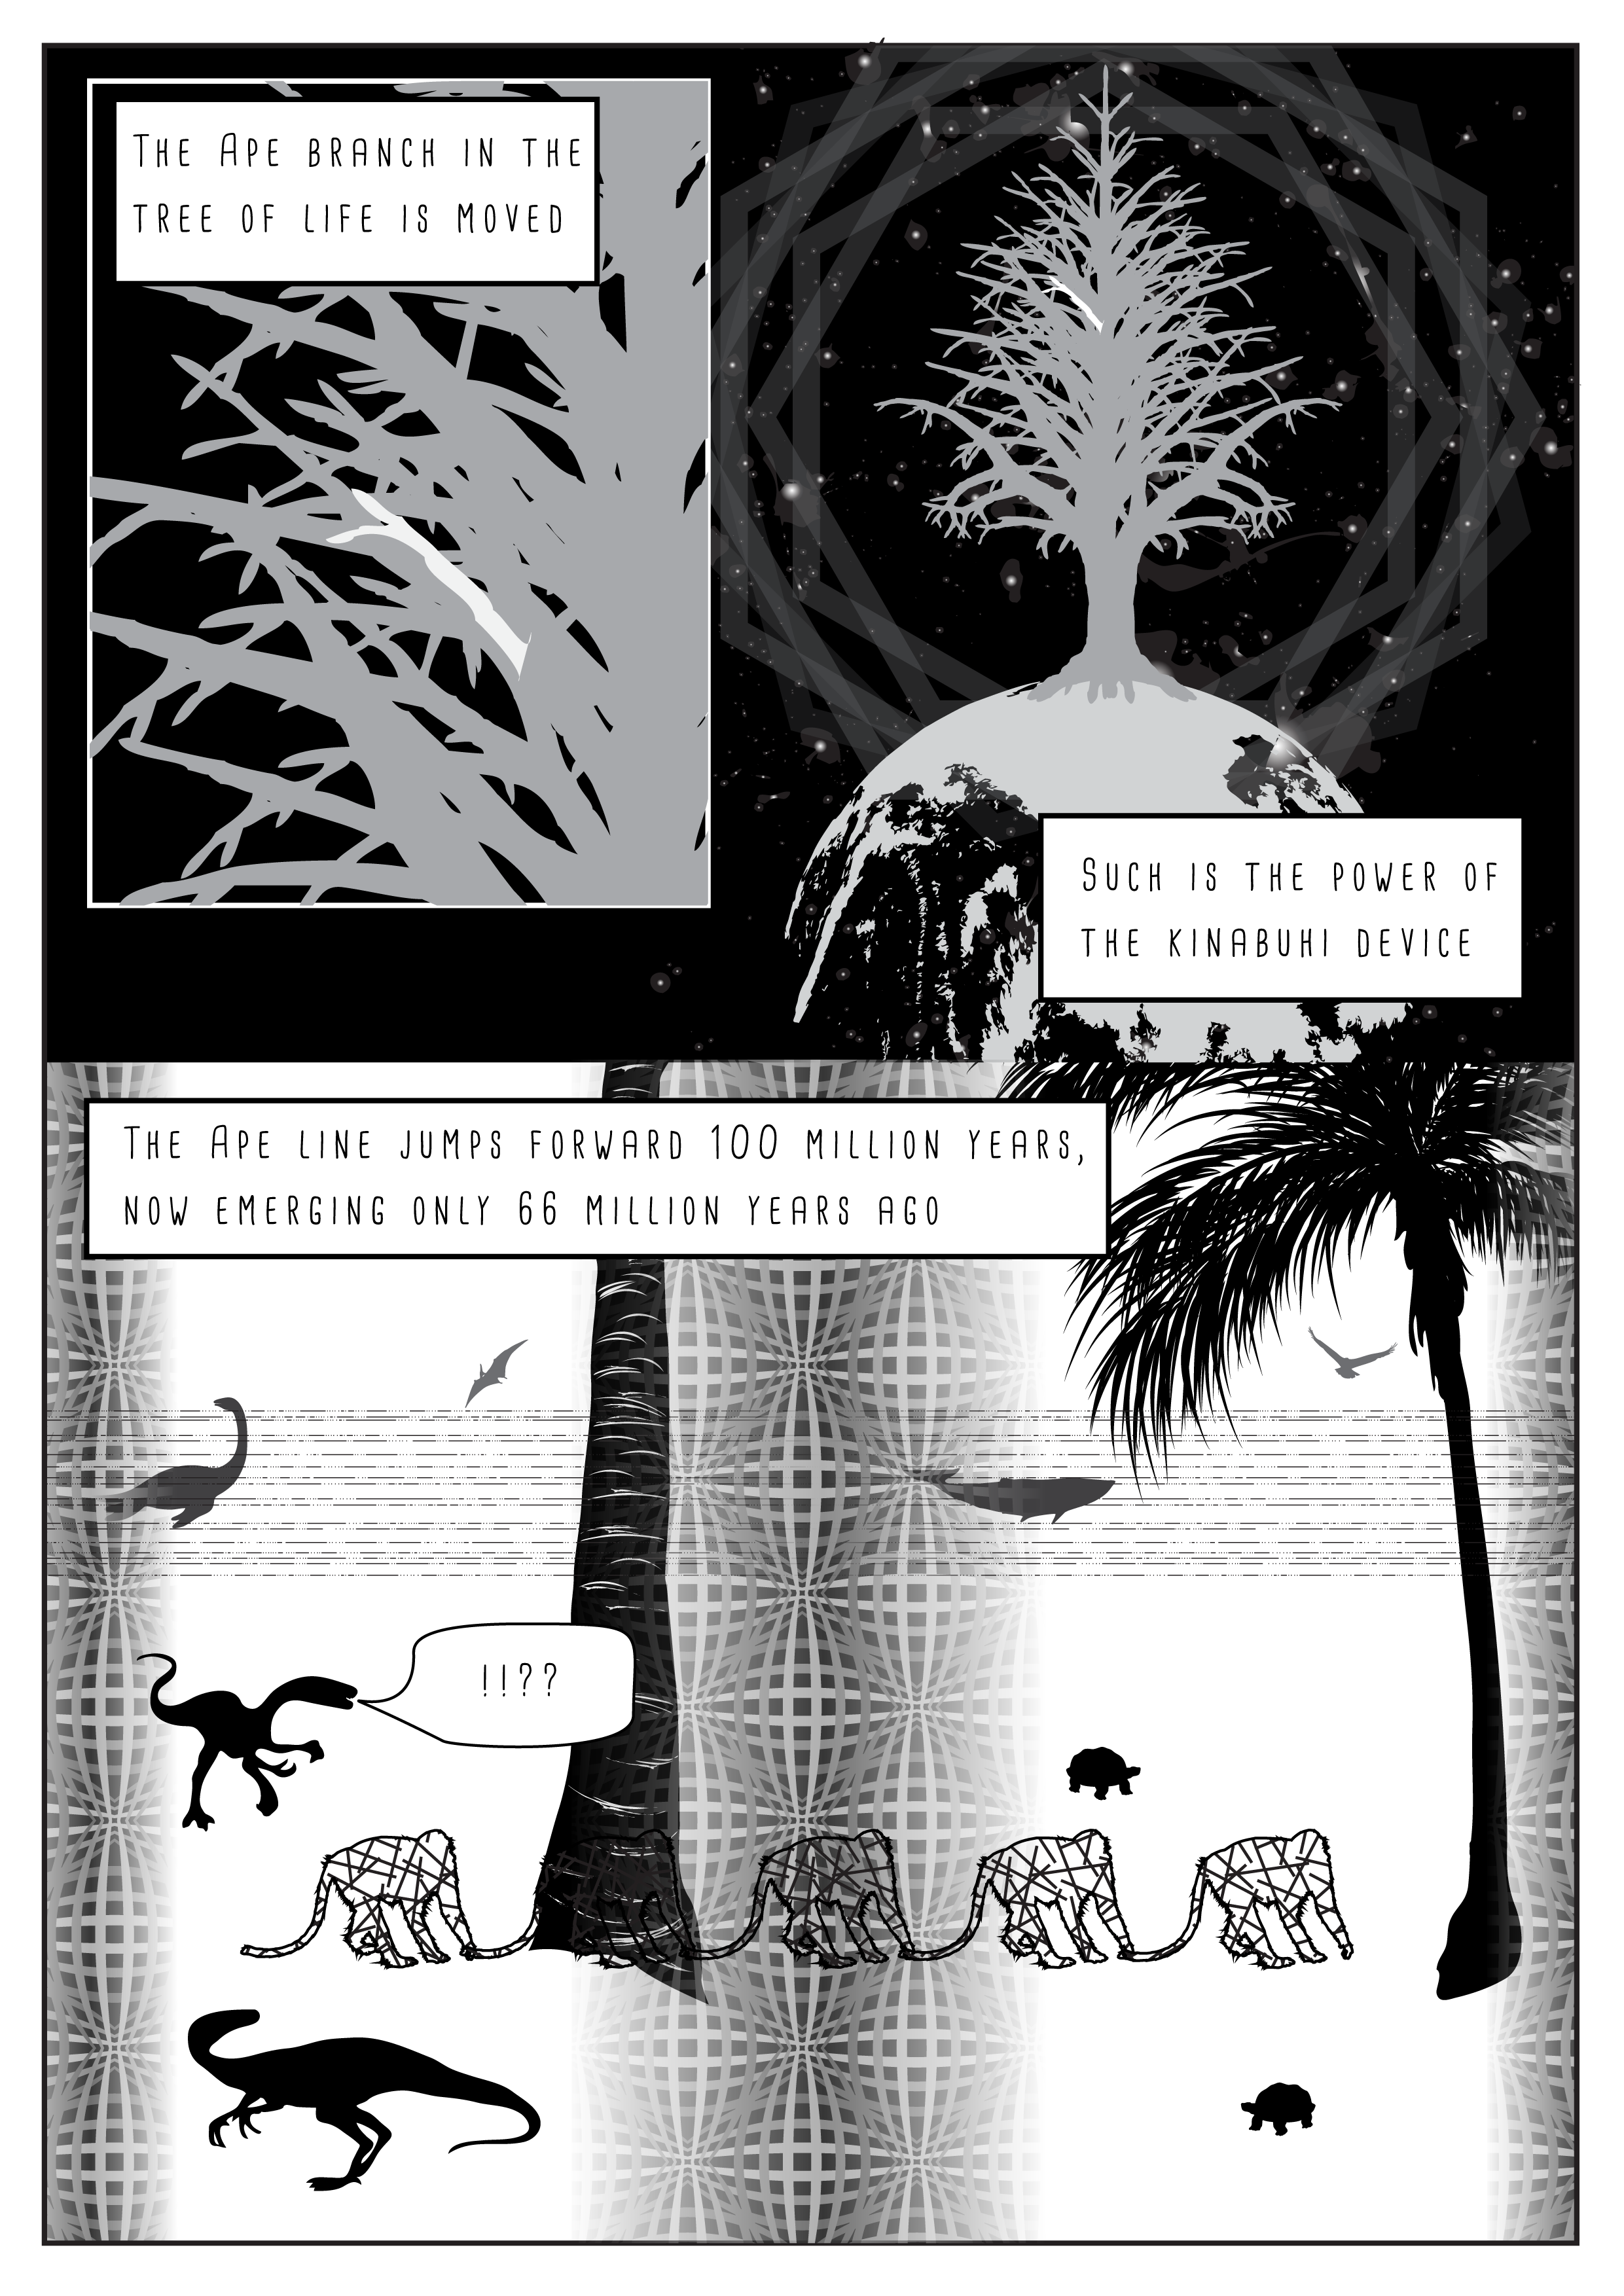 The Ape branch in the
tree of life is moved
Such is the power of
the kinabuhi device
The Ape line jumps forward 100 million years,
now emerging only 66 million years ago
!!??